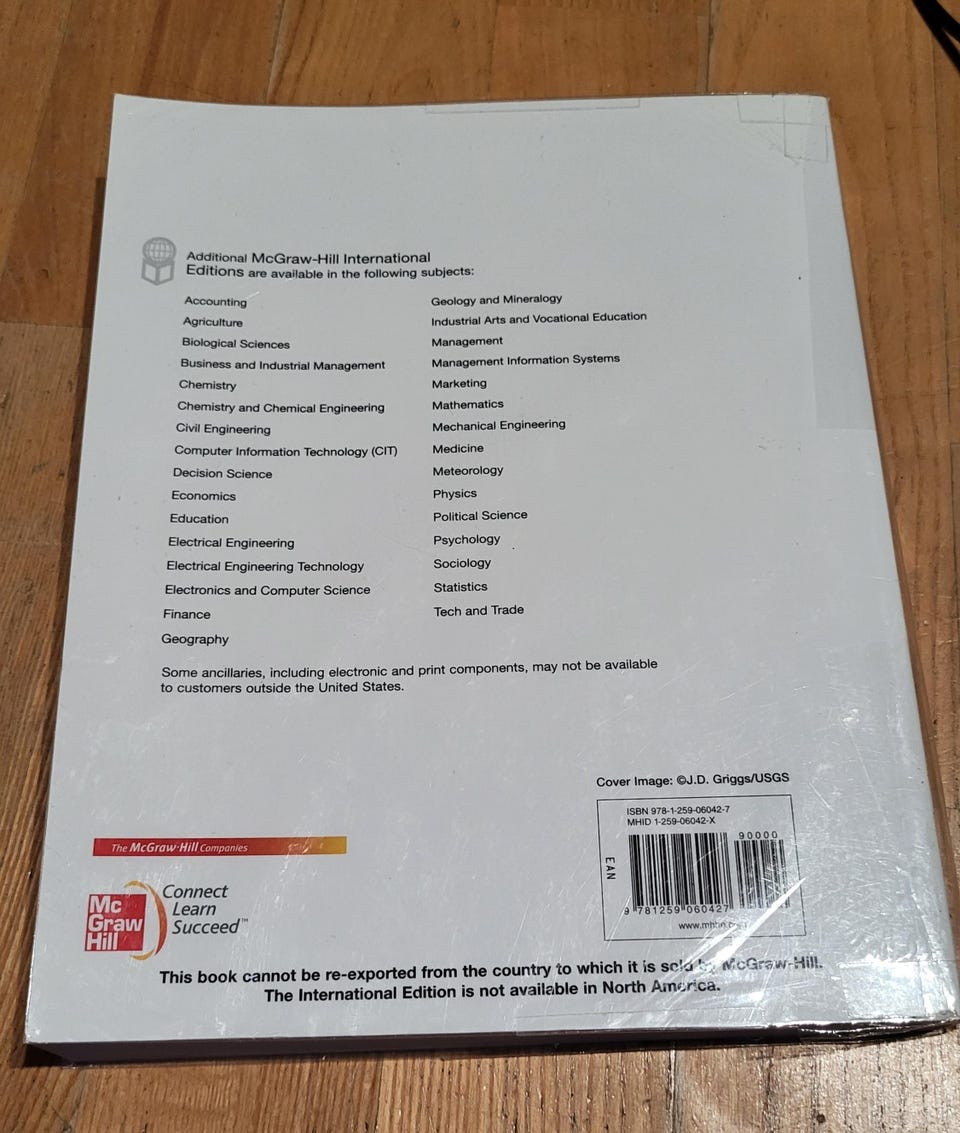 Additional McGraw-Hill International
Editions are available in the following subjects:
Accounting
Agriculture
Biological Sciences
Business and Industrial Management
Chemistry
Chemistry and Chemical Engineering
Civil Engineering
Computer Information Technology (CIT)
Decision Science
Economics
Education
Electrical Engineering
Electrical Engineering Technology
Electronics and Computer Science
Finance
Geography
Geology and Mineralogy
Industrial Arts and Vocational Education
Management
Management Information Systems
Marketing
Mathematics
Mechanical Engineering
Medicine
Meteorology
Physics
Political Science
Psychology
Sociology
Statistics
Tech and Trade
Some ancillaries, including electronic and print components, may not be available
to customers outside the United States.
Cover Image: ©J.D. Griggs/USGS
ISBN 978-1-259-06042-7
MHID 1-259-06042-X
90000
EAN
9 781259 060427
The McGraw·Hill Companies
Mc
Graw
Hill
Connect
Learn
Succeed™
This book cannot be re-exported from the country to which it is sold by McGraw-Hill.
The International Edition is not available in North America.